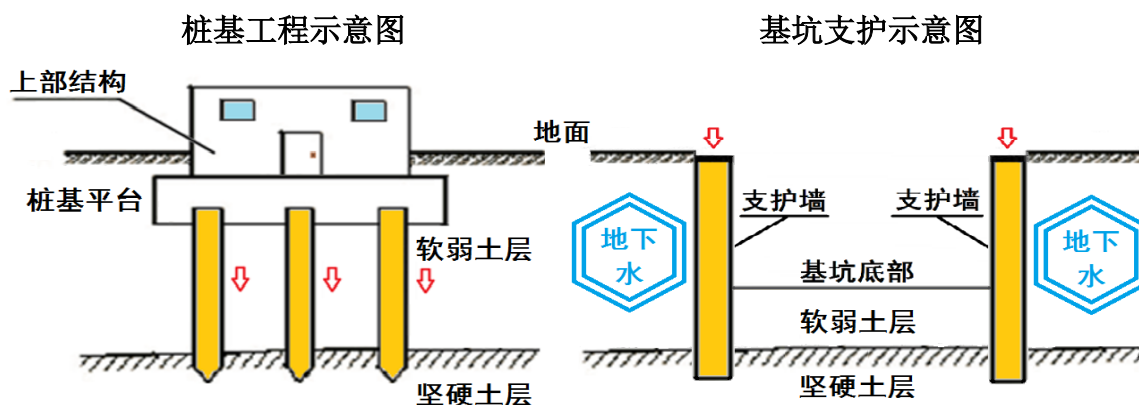 桩基工程示意图
基坑支护示意图
上部结构
地面
桩基平台
支护墙
支护墙
地下
水
地下
水
软弱土层
基坑底部
软弱土层
坚硬土层
坚硬土层